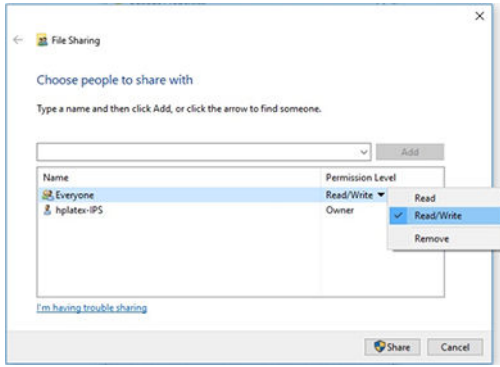 File Sharing
Choose people to share with
Type a name and then click Add, or click the arrow to find someone.
Add
Name Permission Level
Everyone Read/Write
hplatex-IPS Owner
Read
Read/Write
Remove
I'm having trouble sharing
Share Cancel